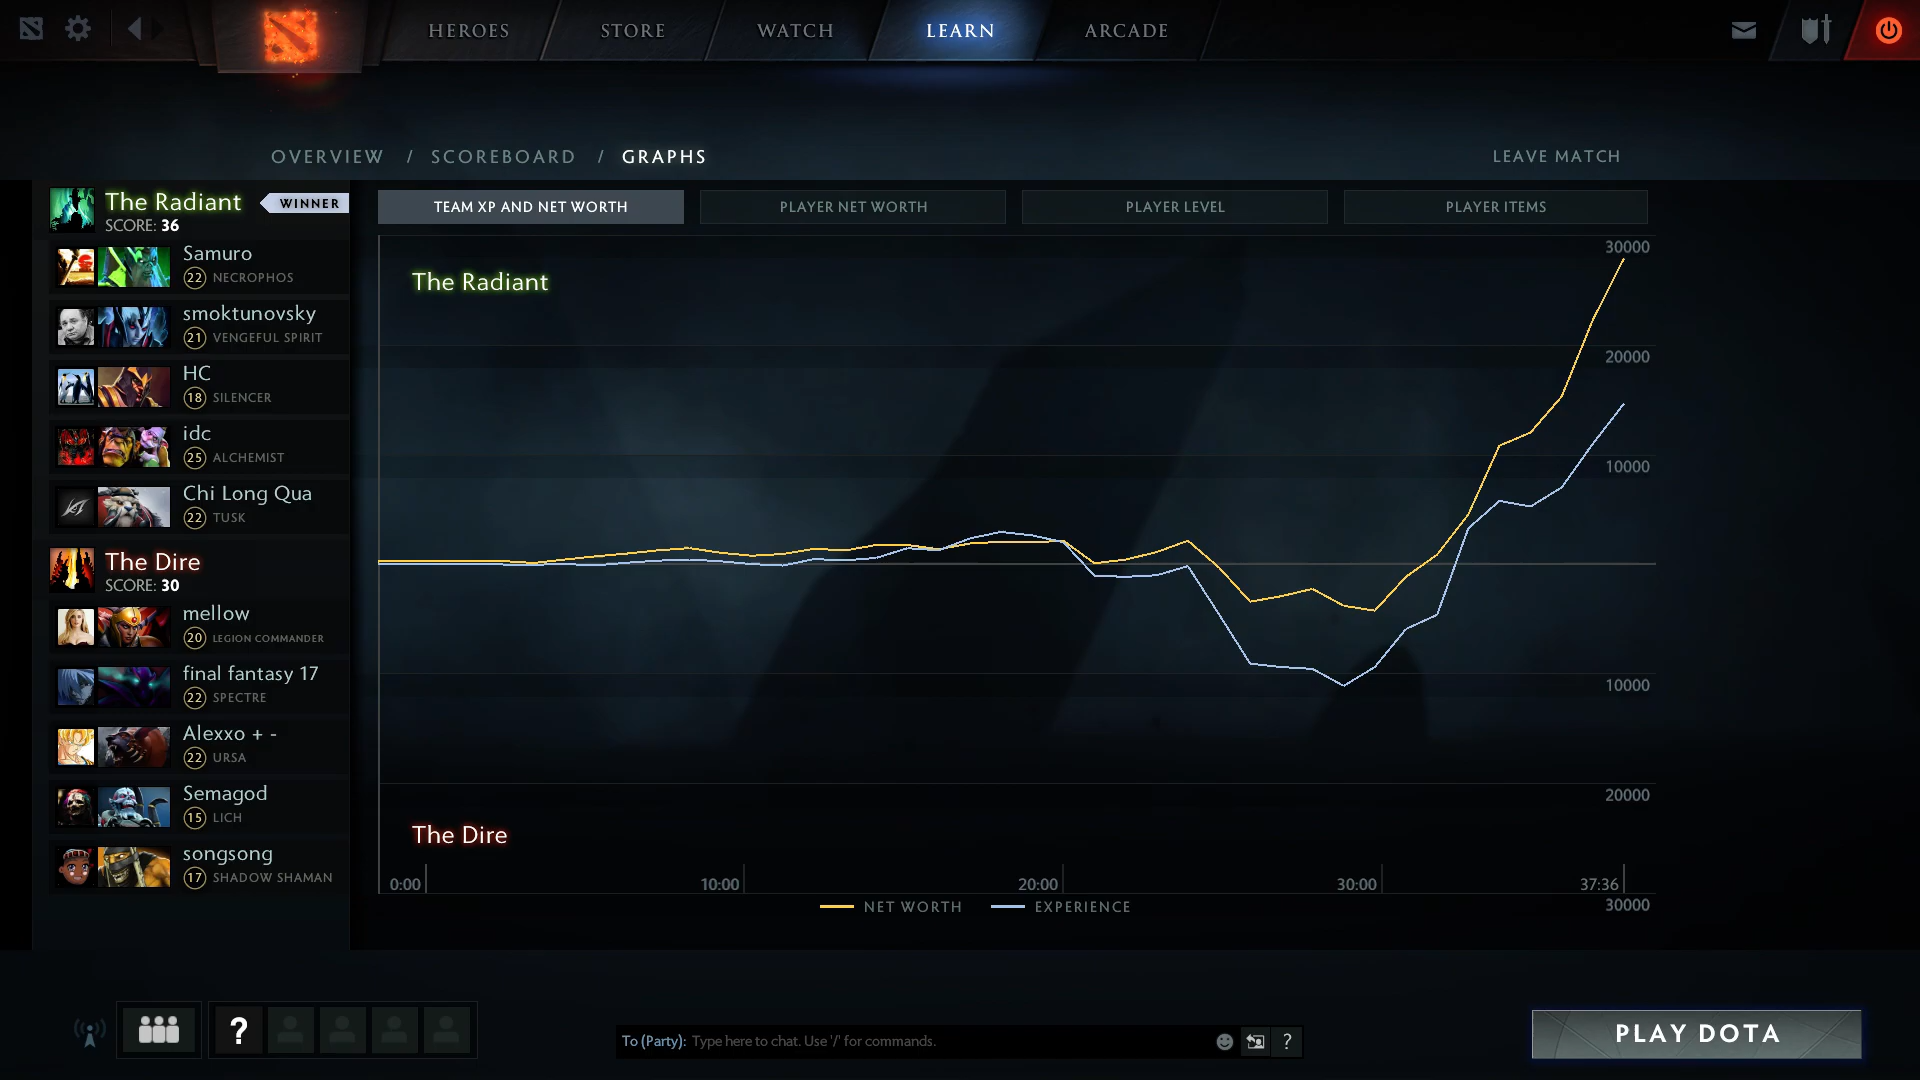 HEROES
STORE
WATCH
LEARN
ARCADE
OVERVIEW / SCOREBOARD / GRAPHS
LEAVE MATCH
The Radiant
WINNER
SCORE: 36
Samuro
22 NECROPHOS
smoktunovsky
21 VENGEFUL SPIRIT
HC
18 SILENCER
idc
25 ALCHEMIST
Chi Long Qua
22 TUSK
The Dire
SCORE: 30
mellow
20 LEGION COMMANDER
final fantasy 17
22 SPECTRE
Alexxo + -
22 URSA
Semagod
15 LICH
songsong
17 SHADOW SHAMAN
TEAM XP AND NET WORTH
PLAYER NET WORTH
PLAYER LEVEL
PLAYER ITEMS
The Radiant
30000
20000
10000
10000
20000
The Dire
0:00
10:00
20:00
30:00
37:36
30000
NET WORTH
EXPERIENCE
?
To (Party): Type here to chat. Use '/' for commands.
?
PLAY DOTA